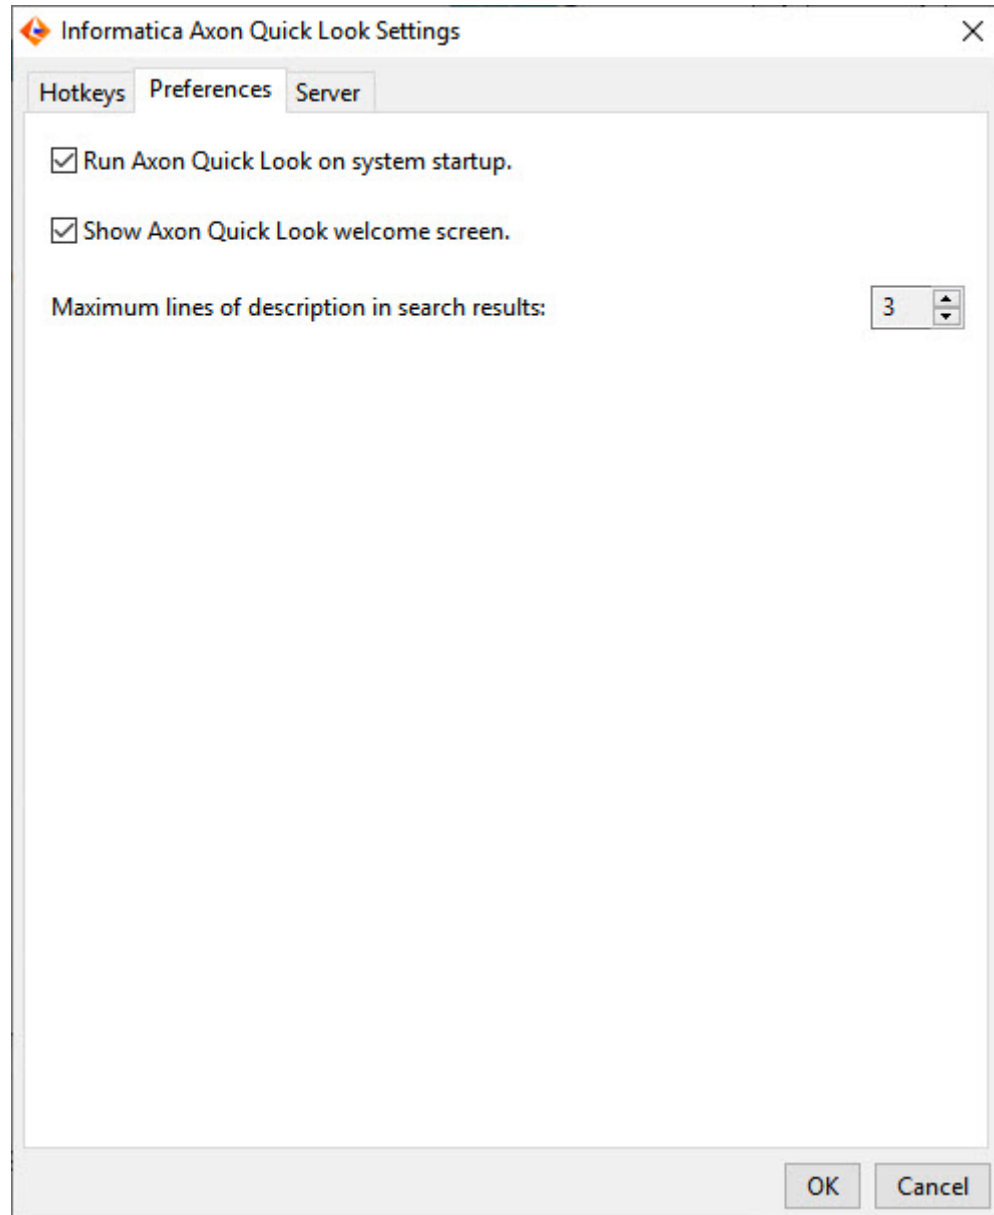 Informatica Axon Quick Look Settings
Hotkeys Preferences Server
Run Axon Quick Look on system startup.
Show Axon Quick Look welcome screen.
Maximum lines of description in search results: 3
OK Cancel